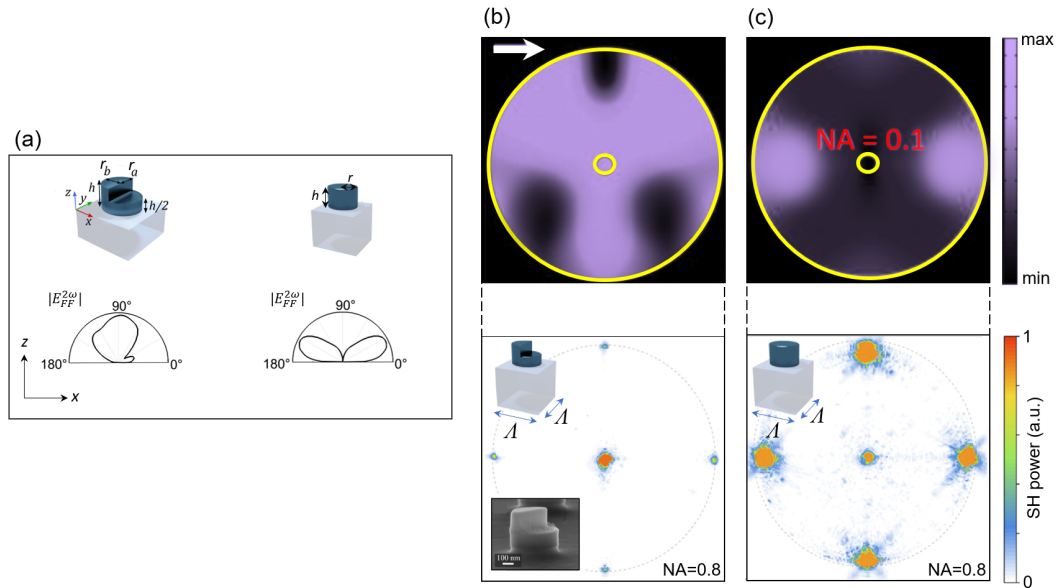 (a)
r_b r_a
h
z
y
x
h/2
r
h
|E_FF^2ω|
90°
180°
0°
|E_FF^2ω|
90°
180°
0°
z
x
(b)
(c)
NA = 0.1
max
min
Λ
Λ
100 nm
NA=0.8
Λ
Λ
NA=0.8
1
SH power (a.u.)
0